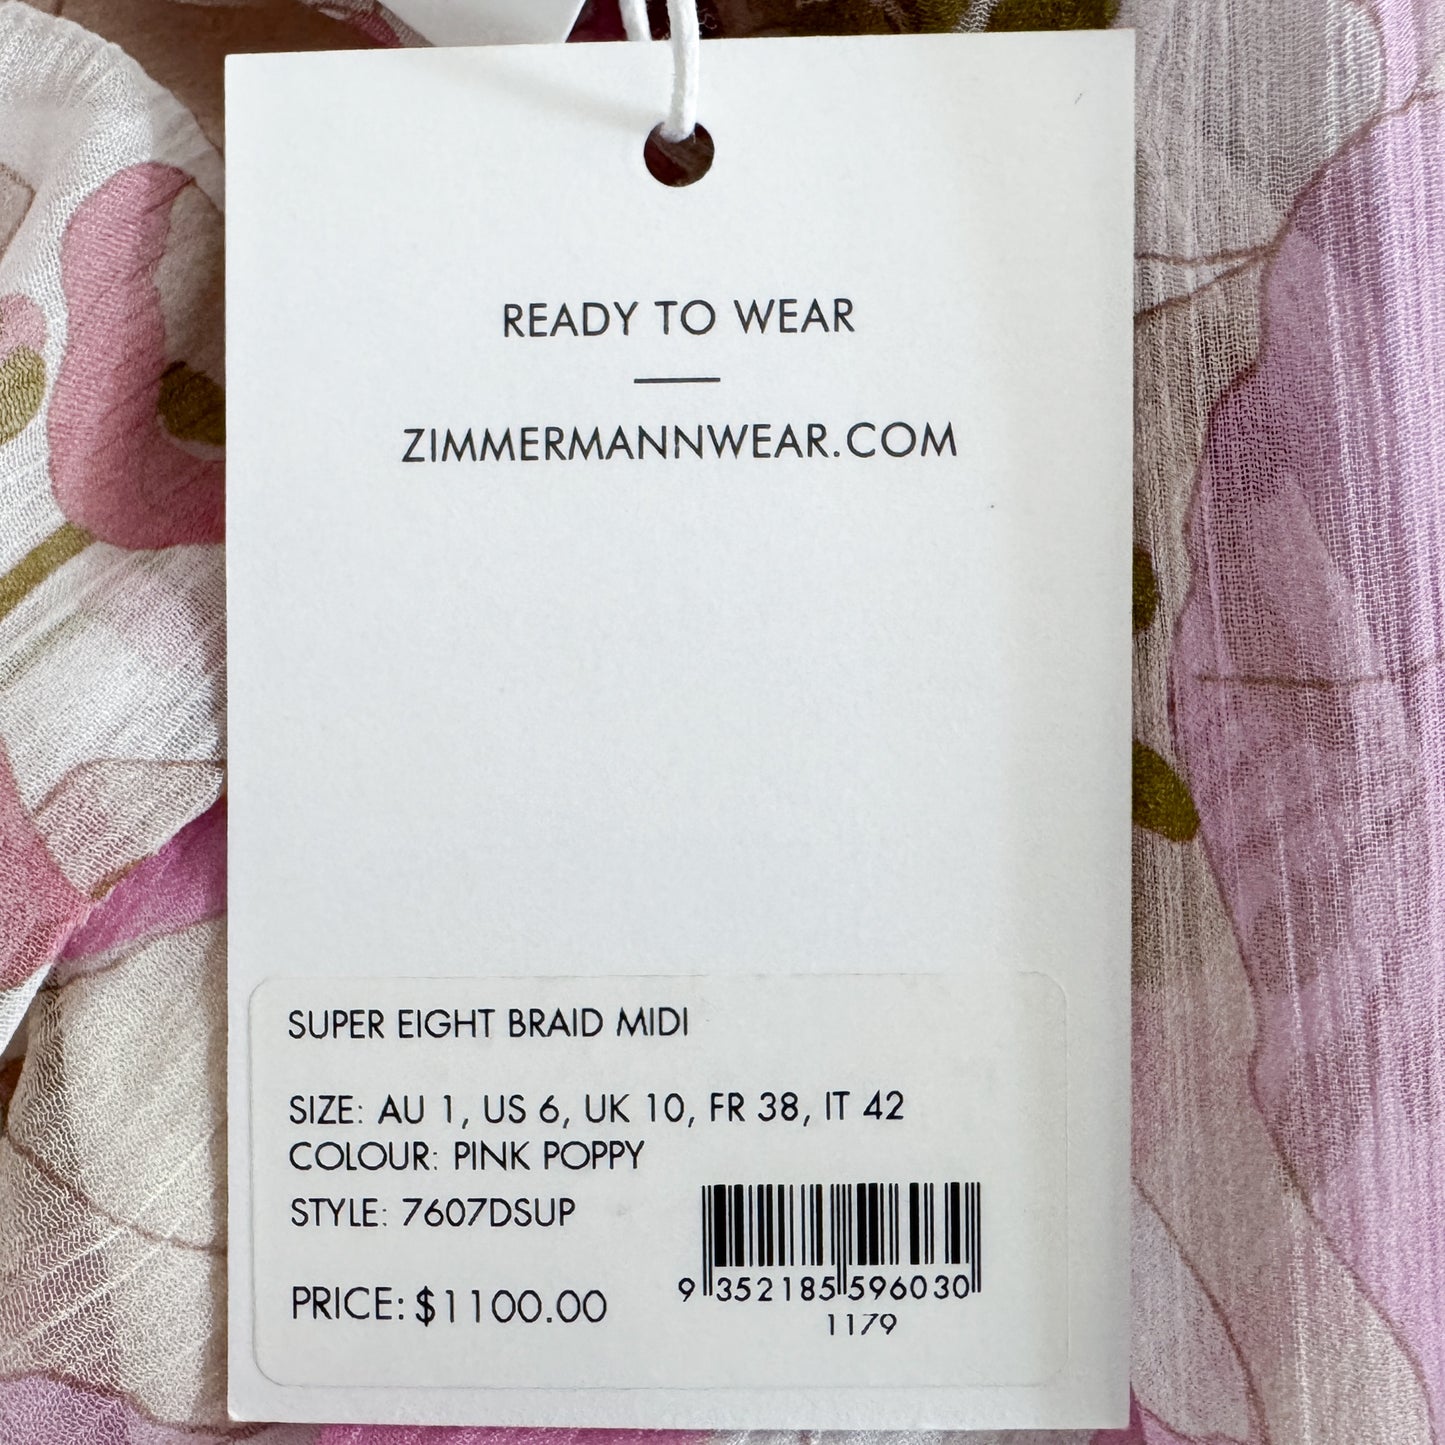 READY TO WEAR
ZIMMERMANNWEAR.COM
SUPER EIGHT BRAID MIDI
SIZE: AU 1, US 6, UK 10, FR 38, IT 42
COLOUR: PINK POPPY
STYLE: 7607DSUP
PRICE: $1100.00
9 352185 596030
1179